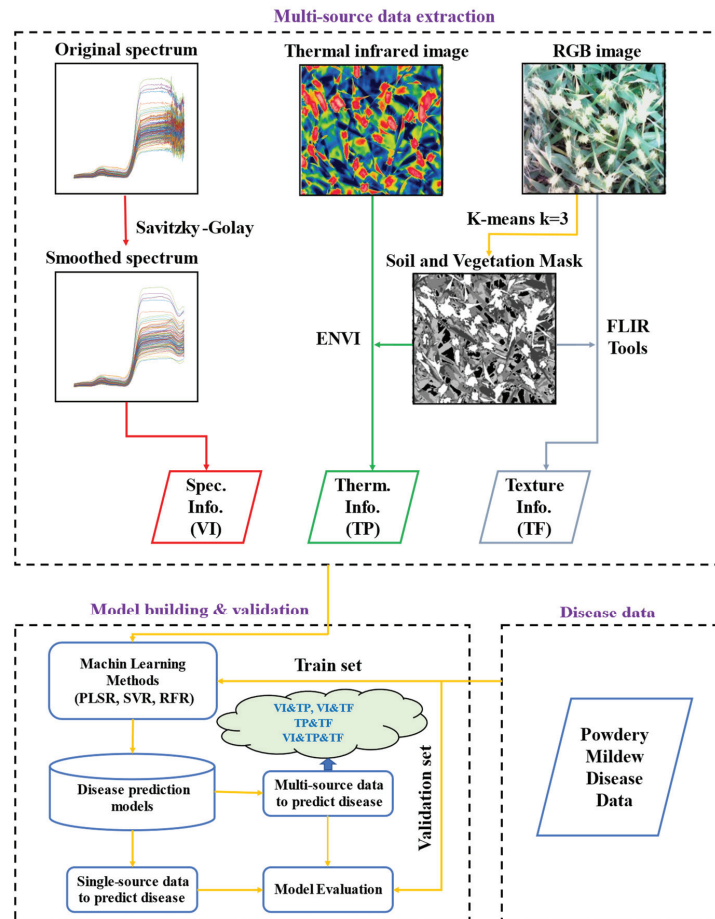 Multi-source data extraction
Original spectrum
Thermal infrared image
RGB image
Savitzky-Golay
K-means k=3
Smoothed spectrum
Soil and Vegetation Mask
ENVI
FLIR
Tools
Spec.
Info.
(VI)
Therm.
Info.
(TP)
Texture
Info.
(TF)
Model building & validation
Disease data
Machin Learning
Methods
(PLSR, SVR, RFR)
Train set
VI&TP, VI&TF
TP&TF
VI&TP&TF
Disease prediction
models
Multi-source data
to predict disease
Validation set
Single-source data
to predict disease
Model Evaluation
Powdery
Mildew
Disease
Data